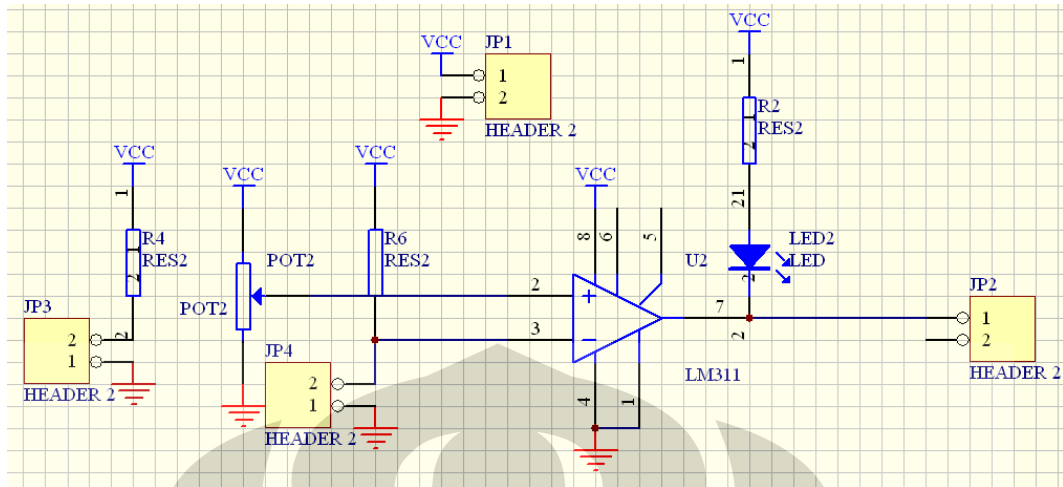 VCC
JP1
1
2
HEADER 2
VCC
1
R2
RES2
1
2
21
LED2
LED
2
VCC
1
R4
RES2
1
2
2
JP3
2
1
HEADER 2
VCC
POT2
POT2
VCC
R6
RES2
JP4
2
1
HEADER 2
VCC
8
6
5
U2
2
+
3
−
7
2
LM311
4
1
JP2
1
2
HEADER 2